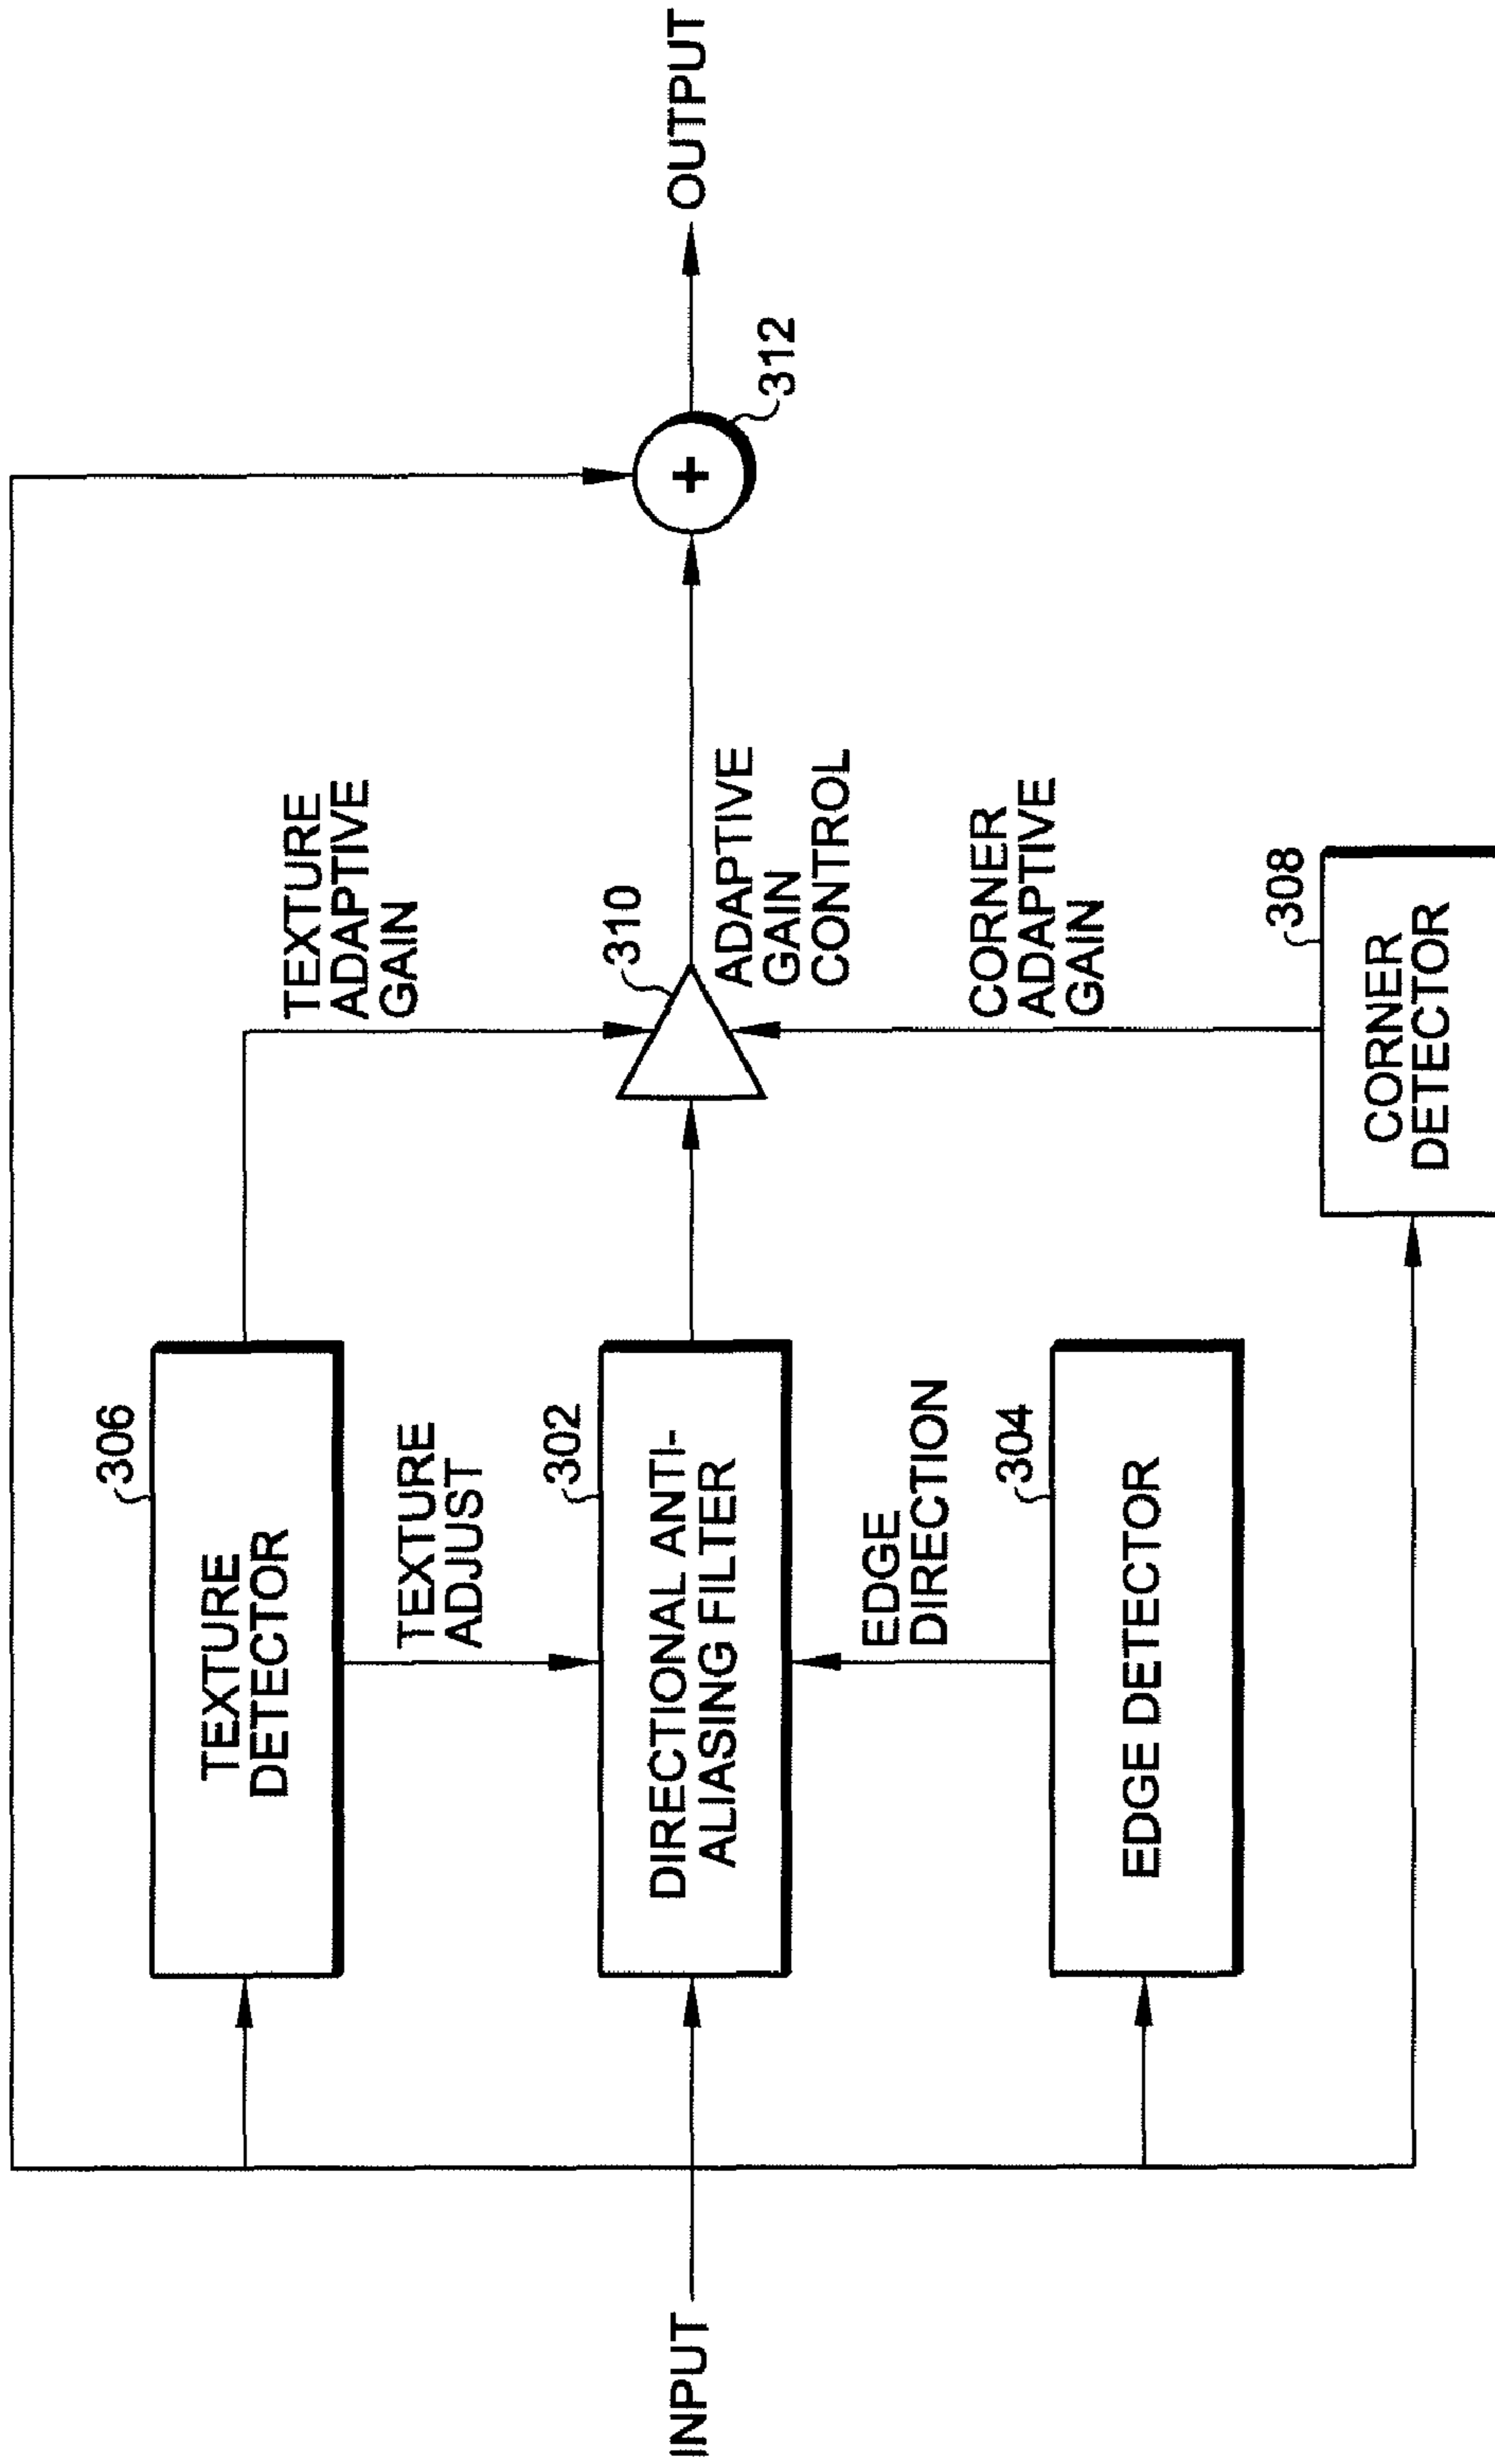 306
TEXTURE
DETECTOR
TEXTURE
ADAPTIVE
GAIN
TEXTURE
ADJUST
302
DIRECTIONAL ANTI-
ALIASING FILTER
310
ADAPTIVE
GAIN
CONTROL
INPUT
312
+
OUTPUT
EDGE
DIRECTION
304
EDGE DETECTOR
CORNER
ADAPTIVE
GAIN
308
CORNER
DETECTOR